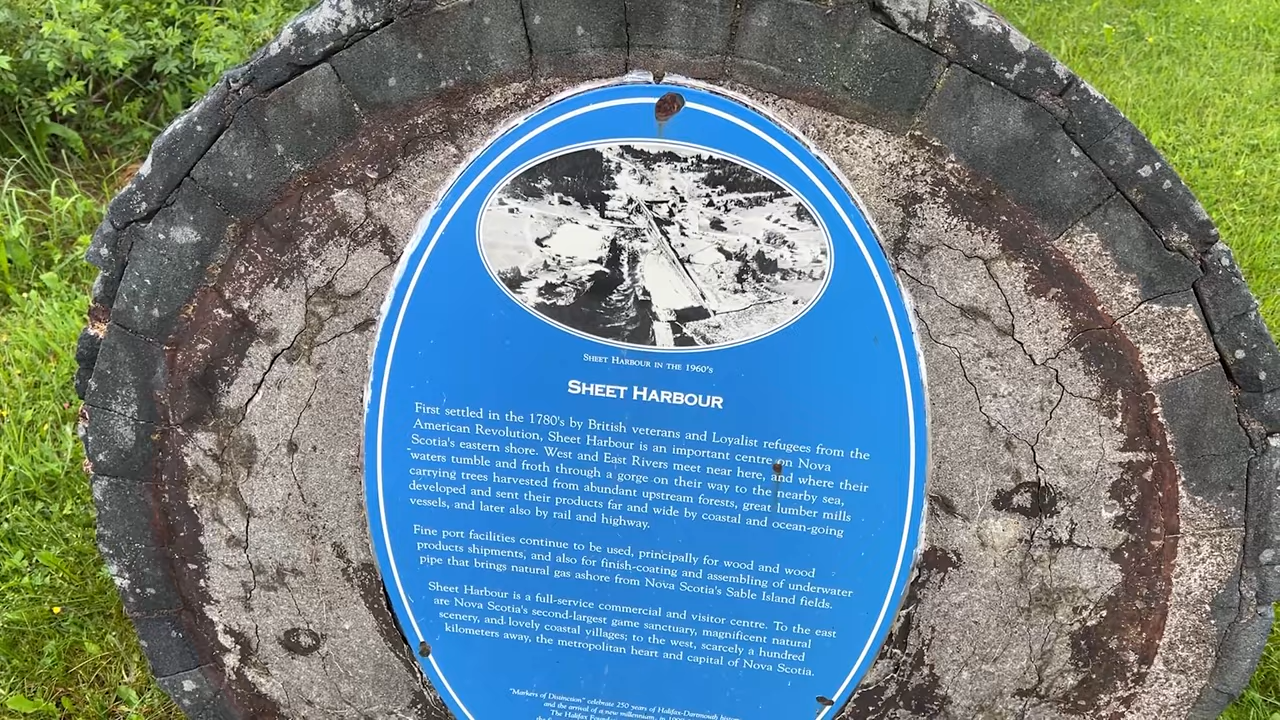 SHEET HARBOUR IN THE 1960'S
SHEET HARBOUR
First settled in the 1780's by British veterans and Loyalist refugees from the
American Revolution, Sheet Harbour is an important centre on Nova
Scotia's eastern shore. West and East Rivers meet near here, and where their
waters tumble and froth through a gorge on their way to the nearby sea,
carrying trees harvested from abundant upstream forests, great lumber mills
developed and sent their products far and wide by coastal and ocean-going
vessels, and later also by rail and highway.
Fine port facilities continue to be used, principally for wood and wood
products shipments, and also for finish-coating and assembling of underwater
pipe that brings natural gas ashore from Nova Scotia's Sable Island fields.
Sheet Harbour is a full-service commercial and visitor centre. To the east
are Nova Scotia's second-largest game sanctuary, magnificent natural
scenery, and lovely coastal villages; to the west, scarcely a hundred
kilometers away, the metropolitan heart and capital of Nova Scotia.
"Markers of Distinction" celebrate 250 years of Halifax-Dartmouth
and the arrival of a new millennium, in
The Halifax